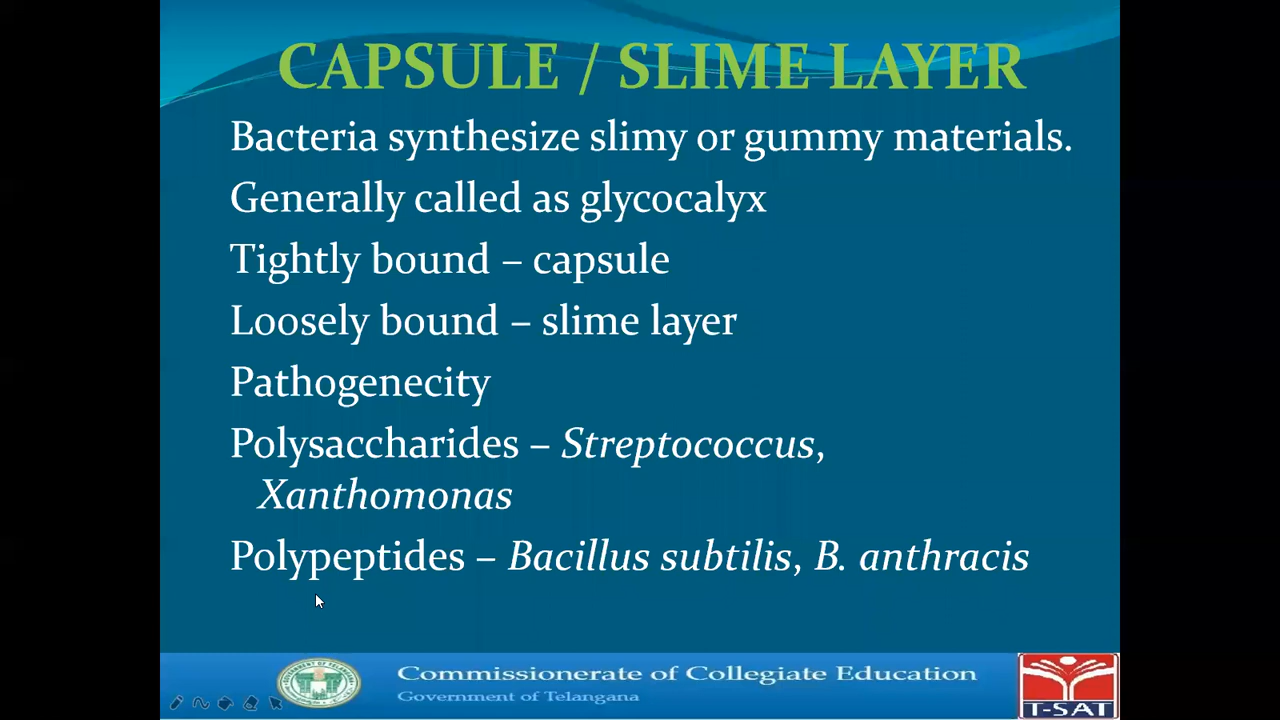 CAPSULE / SLIME LAYER
Bacteria synthesize slimy or gummy materials.
Generally called as glycocalyx
Tightly bound – capsule
Loosely bound – slime layer
Pathogenecity
Polysaccharides – Streptococcus,
Xanthomonas
Polypeptides – Bacillus subtilis, B. anthracis
Commissionerate of Collegiate Education
Government of Telangana
T-SAT